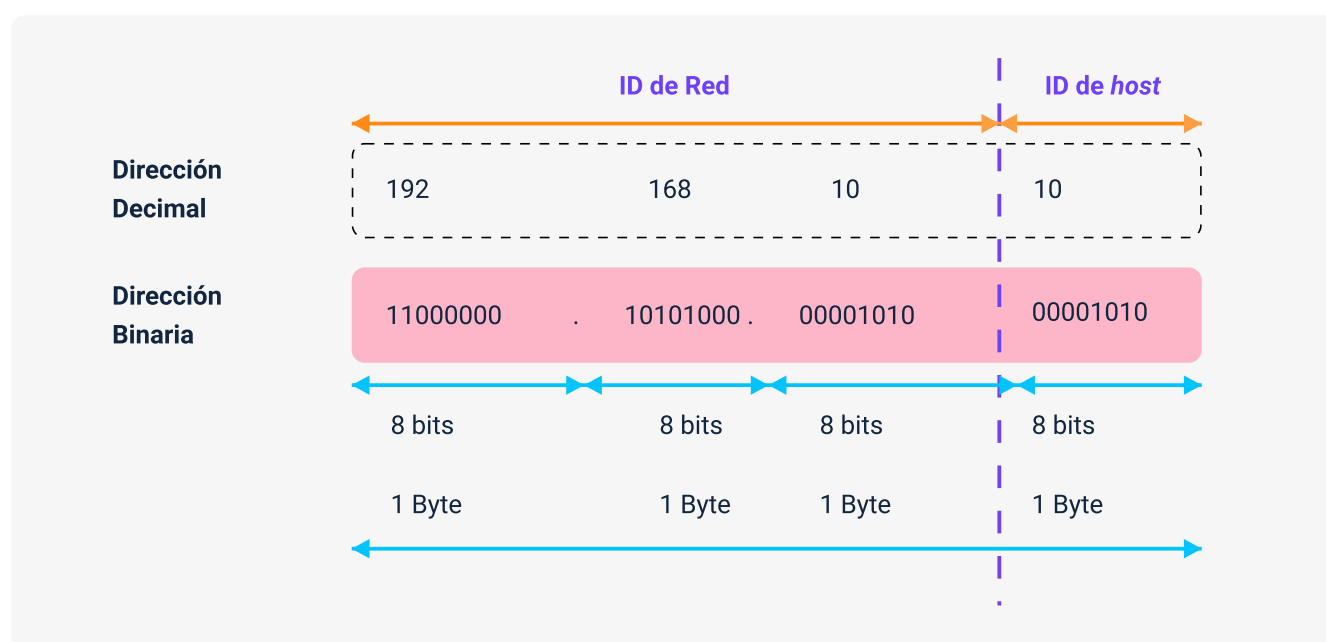 ID de Red ID de host
Dirección
Decimal
192 168 10 10
Dirección
Binaria
11000000 . 10101000 . 00001010 00001010
8 bits 8 bits 8 bits 8 bits
1 Byte 1 Byte 1 Byte 1 Byte